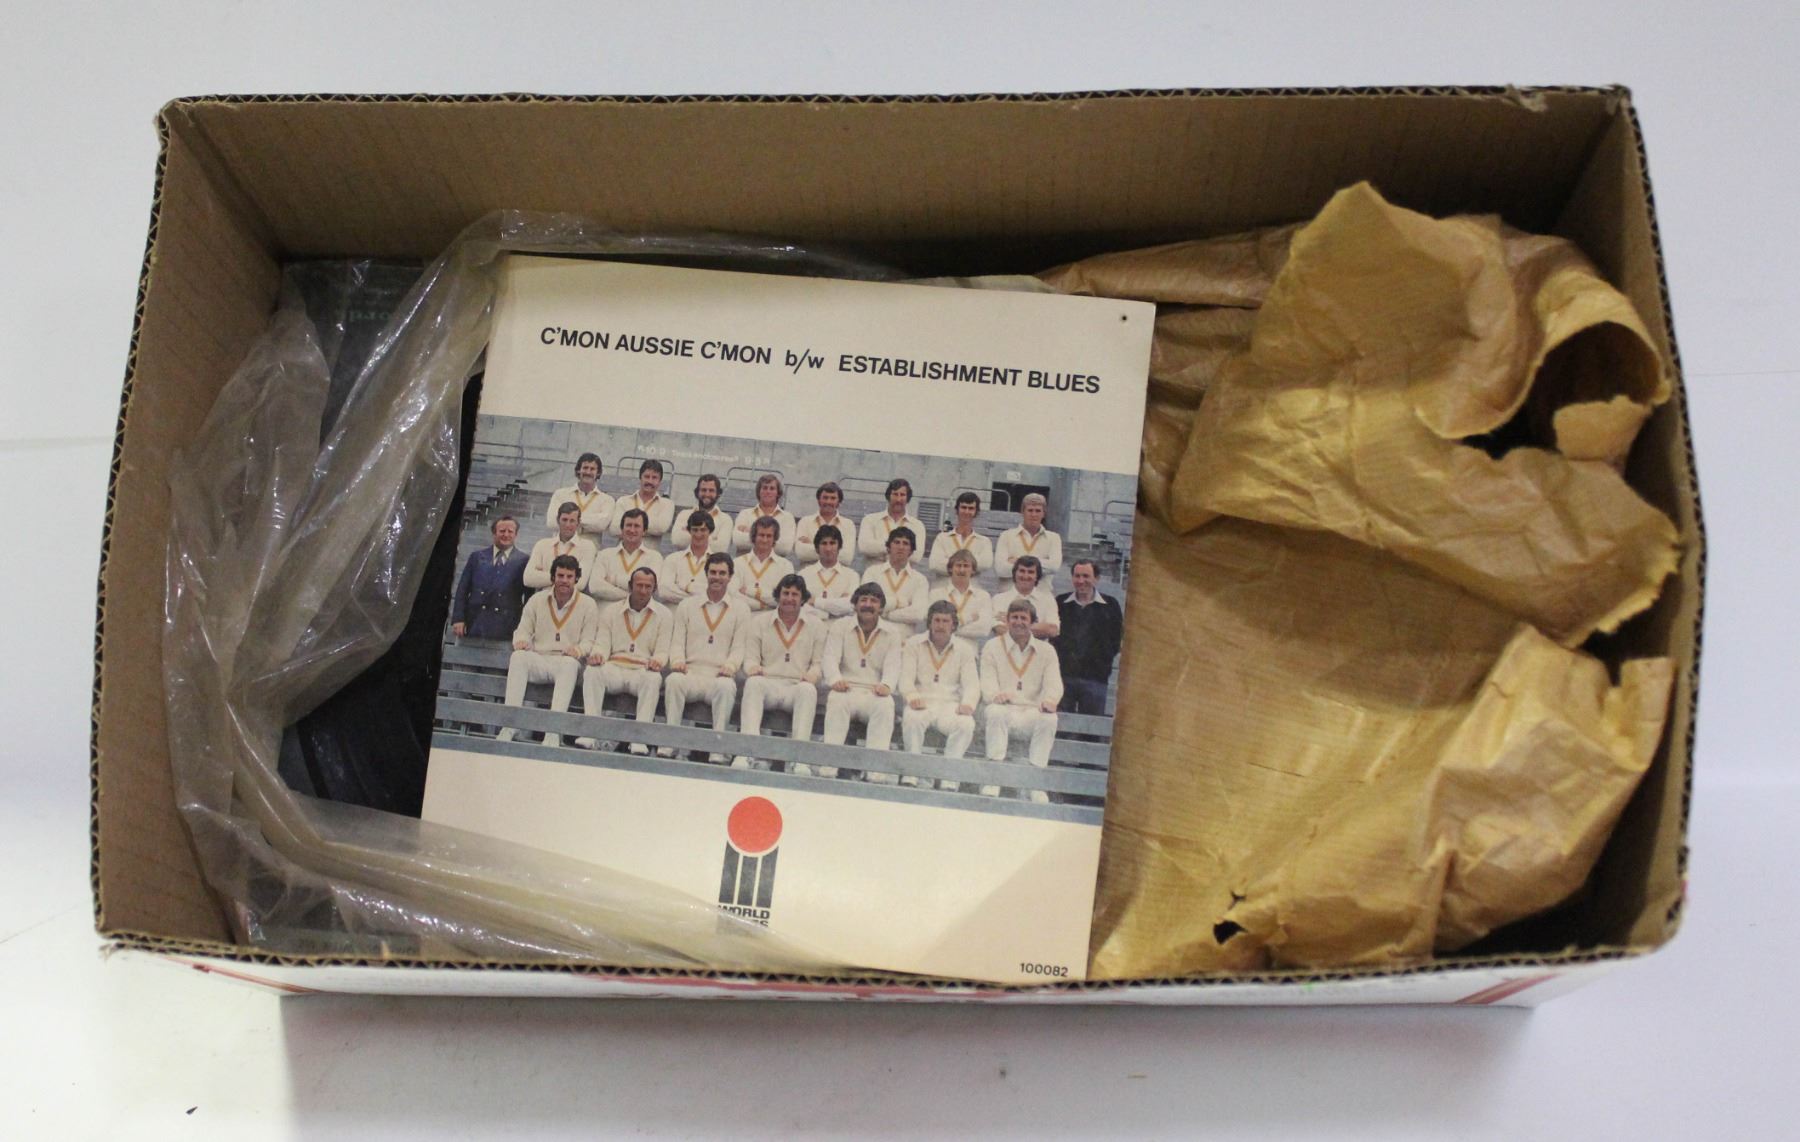 C'MON AUSSIE C'MON b/w ESTABLISHMENT BLUES
WORLD
100082